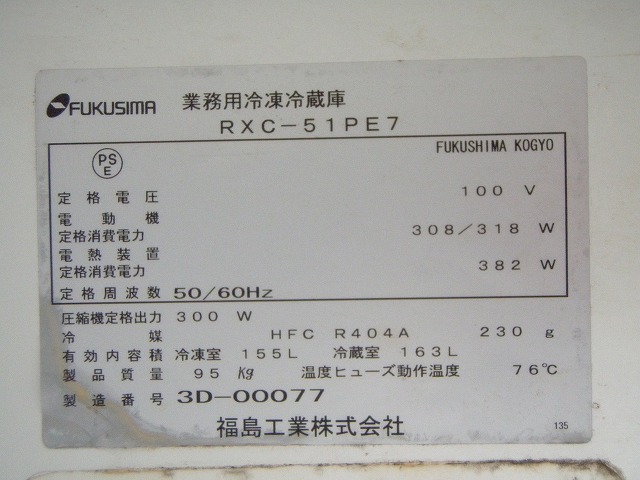 FUKUSIMA 業務用冷凍冷蔵庫
RXC-51PE7
PS
E
FUKUSHIMA KOGYO
定格電圧 100 V
電動機
定格消費電力 308/318 W
電熱装置
定格消費電力 382 W
定格周波数 50/60Hz
圧縮機定格出力 300 W
冷媒 HFC R404A 230 g
有効内容積 冷凍室 155L 冷蔵室 163L
製品質量 95 Kg 温度ヒューズ動作温度 76℃
製造番号 3D-00077
福島工業株式会社 135